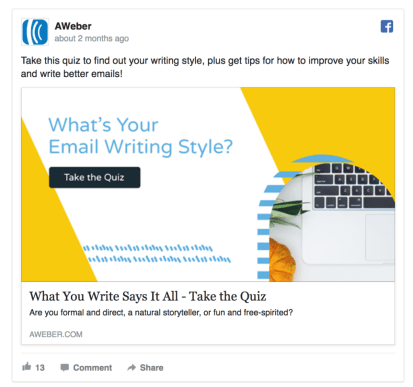 AWeber
about 2 months ago
Take this quiz to find out your writing style, plus get tips for how to improve your skills
and write better emails!
What's Your
Email Writing Style?
Take the Quiz
What You Write Says It All - Take the Quiz
Are you formal and direct, a natural storyteller, or fun and free-spirited?
AWEBER.COM
13 Comment Share